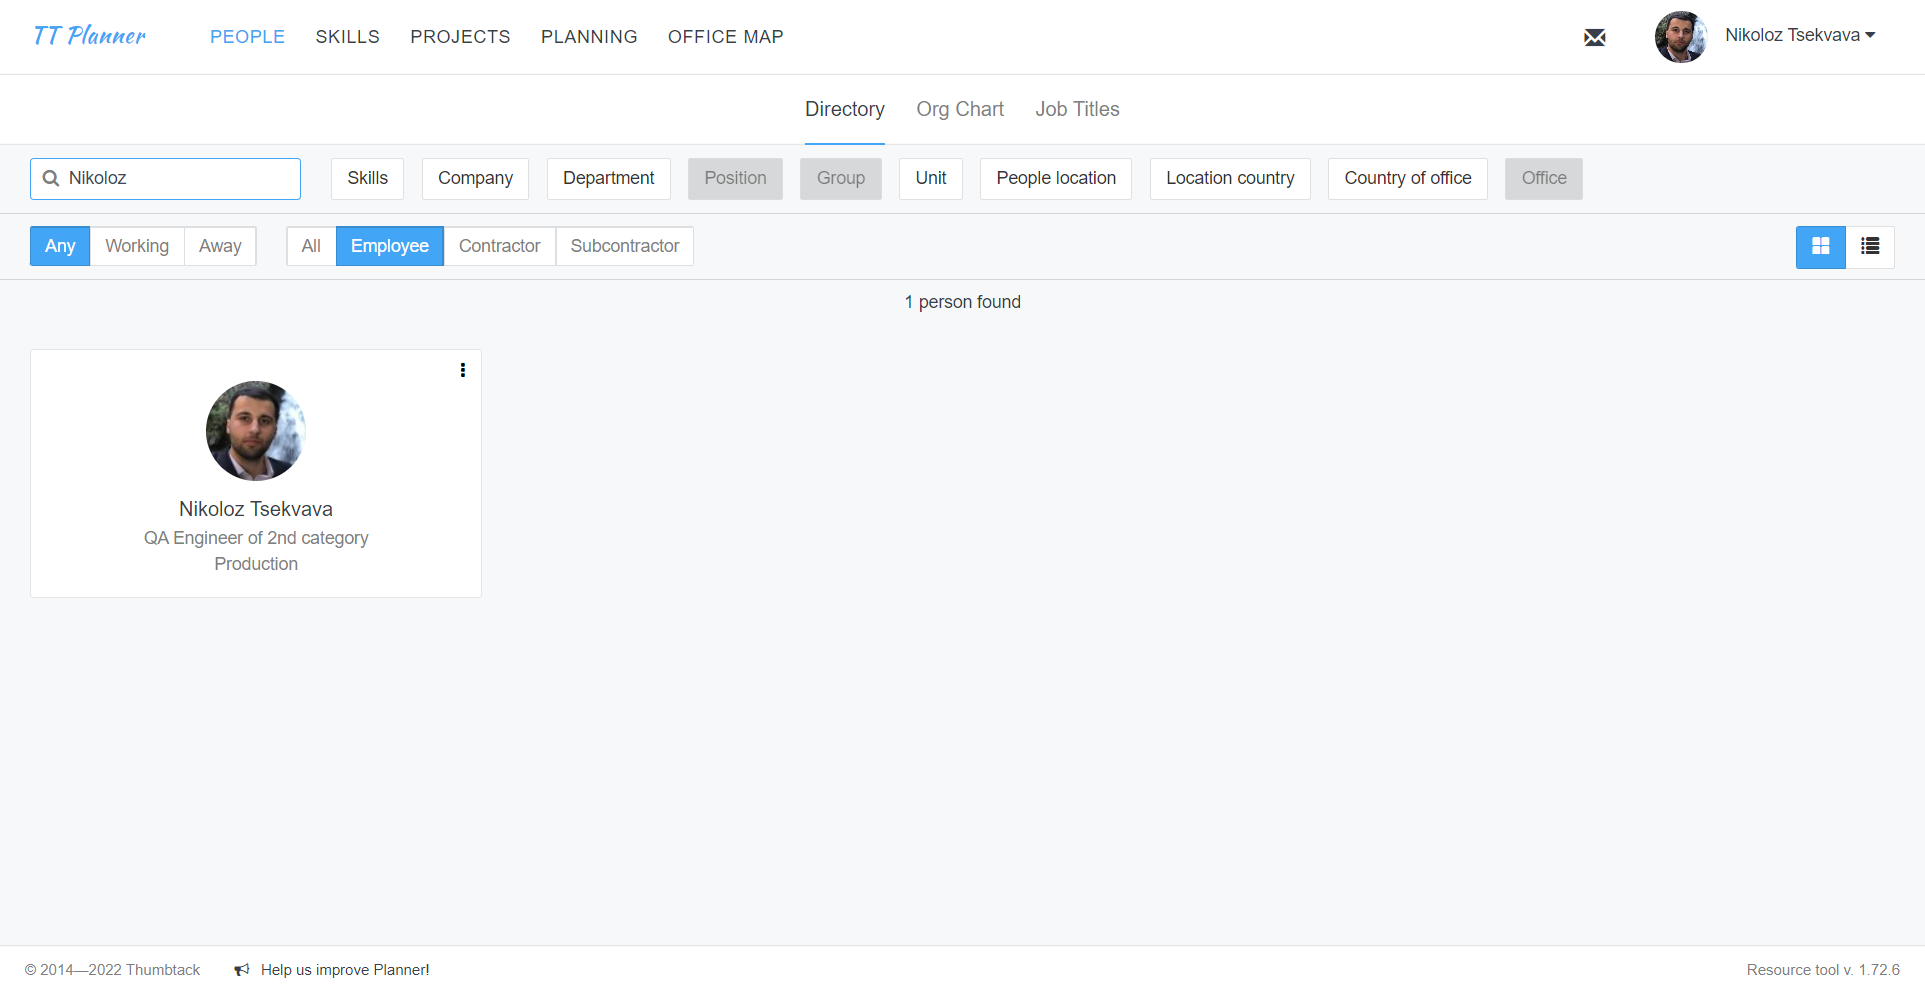 TT Planner PEOPLE SKILLS PROJECTS PLANNING OFFICE MAP Nikoloz Tsekvava
Directory Org Chart Job Titles
Nikoloz Skills Company Department Position Group Unit People location Location country Country of office Office
Any Working Away All Employee Contractor Subcontractor
1 person found
Nikoloz Tsekvava
QA Engineer of 2nd category
Production
© 2014—2022 Thumbtack Help us improve Planner! Resource tool v. 1.72.6